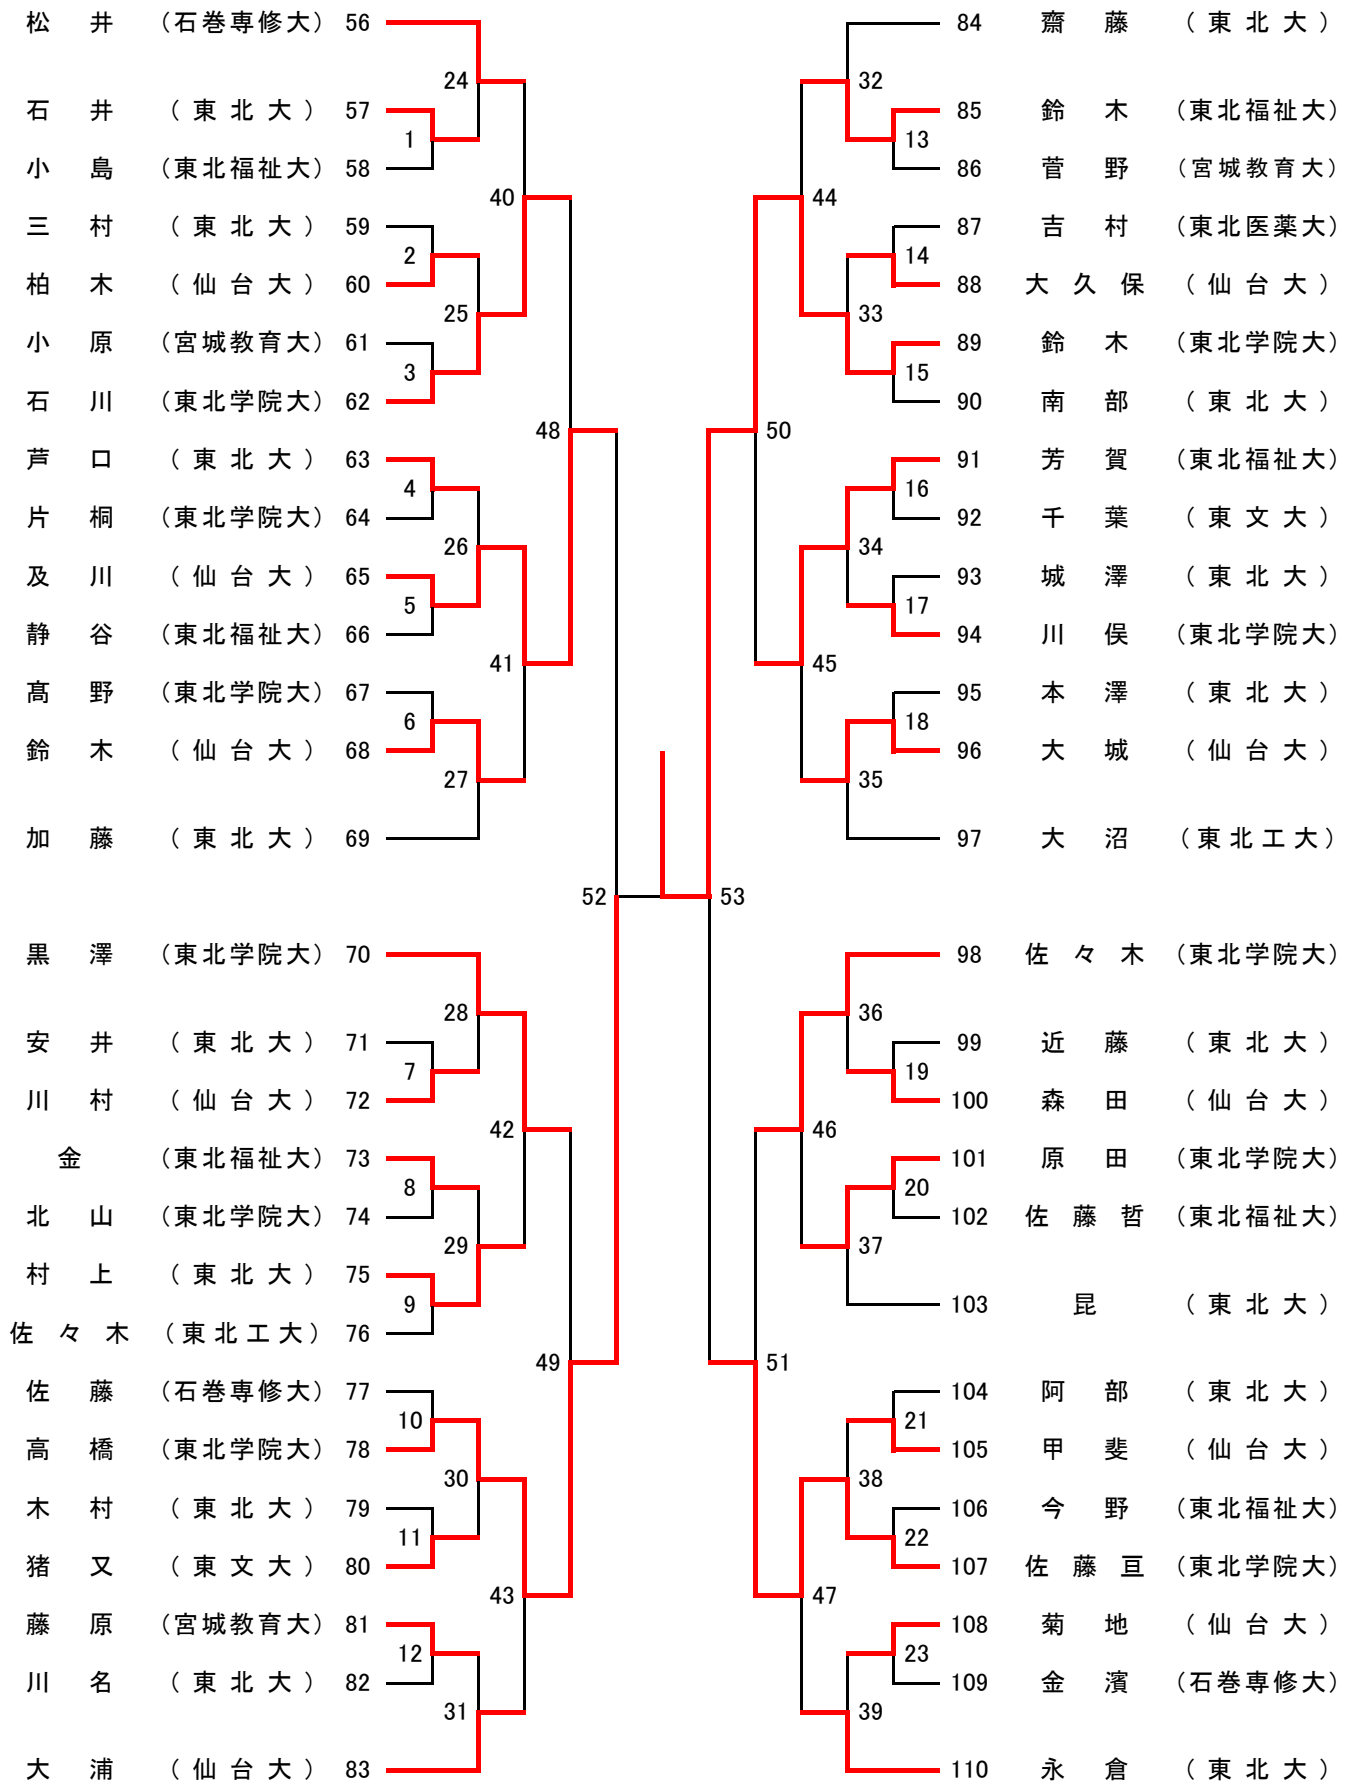 松井 （石巻専修大） 56
24
石井 （東北大） 57
1
小島 （東北福祉大） 58
40
三村 （東北大） 59
2
柏木 （仙台大） 60
25
小原 （宮城教育大） 61
3
石川 （東北学院大） 62
48
芦口 （東北大） 63
4
片桐 （東北学院大） 64
26
及川 （仙台大） 65
5
静谷 （東北福祉大） 66
41
髙野 （東北学院大） 67
6
鈴木 （仙台大） 68
27
加藤 （東北大） 69
52
黒澤 （東北学院大） 70
28
安井 （東北大） 71
7
川村 （仙台大） 72
42
金 （東北福祉大） 73
8
北山 （東北学院大） 74
29
村上 （東北大） 75
9
佐々木 （東北工大） 76
49
佐藤 （石巻専修大） 77
10
高橋 （東北学院大） 78
30
木村 （東北大） 79
11
猪又 （東文大） 80
43
藤原 （宮城教育大） 81
12
川名 （東北大） 82
31
大浦 （仙台大） 83
84 齋藤 （東北大）
32
85 鈴木 （東北福祉大）
13
86 菅野 （宮城教育大）
44
87 吉村 （東北医薬大）
14
88 大久保 （仙台大）
33
89 鈴木 （東北学院大）
15
90 南部 （東北大）
50
91 芳賀 （東北福祉大）
16
92 千葉 （東文大）
34
93 城澤 （東北大）
17
94 川俣 （東北学院大）
45
95 本澤 （東北大）
18
96 大城 （仙台大）
35
97 大沼 （東北工大）
53
98 佐々木 （東北学院大）
36
99 近藤 （東北大）
19
100 森田 （仙台大）
46
101 原田 （東北学院大）
20
102 佐藤哲 （東北福祉大）
37
103 昆 （東北大）
51
104 阿部 （東北大）
21
105 甲斐 （仙台大）
38
106 今野 （東北福祉大）
22
107 佐藤亘 （東北学院大）
47
108 菊地 （仙台大）
23
109 金濱 （石巻専修大）
39
110 永倉 （東北大）